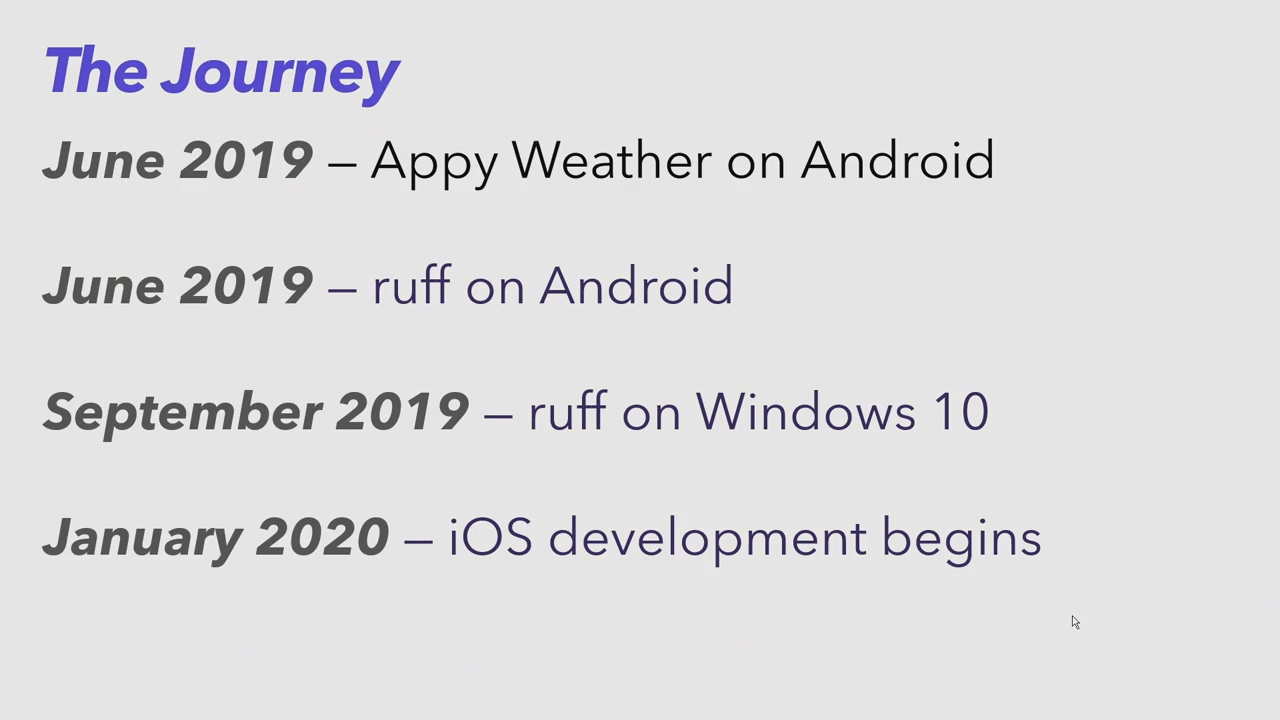 The Journey
June 2019 – Appy Weather on Android
June 2019 – ruff on Android
September 2019 – ruff on Windows 10
January 2020 – iOS development begins